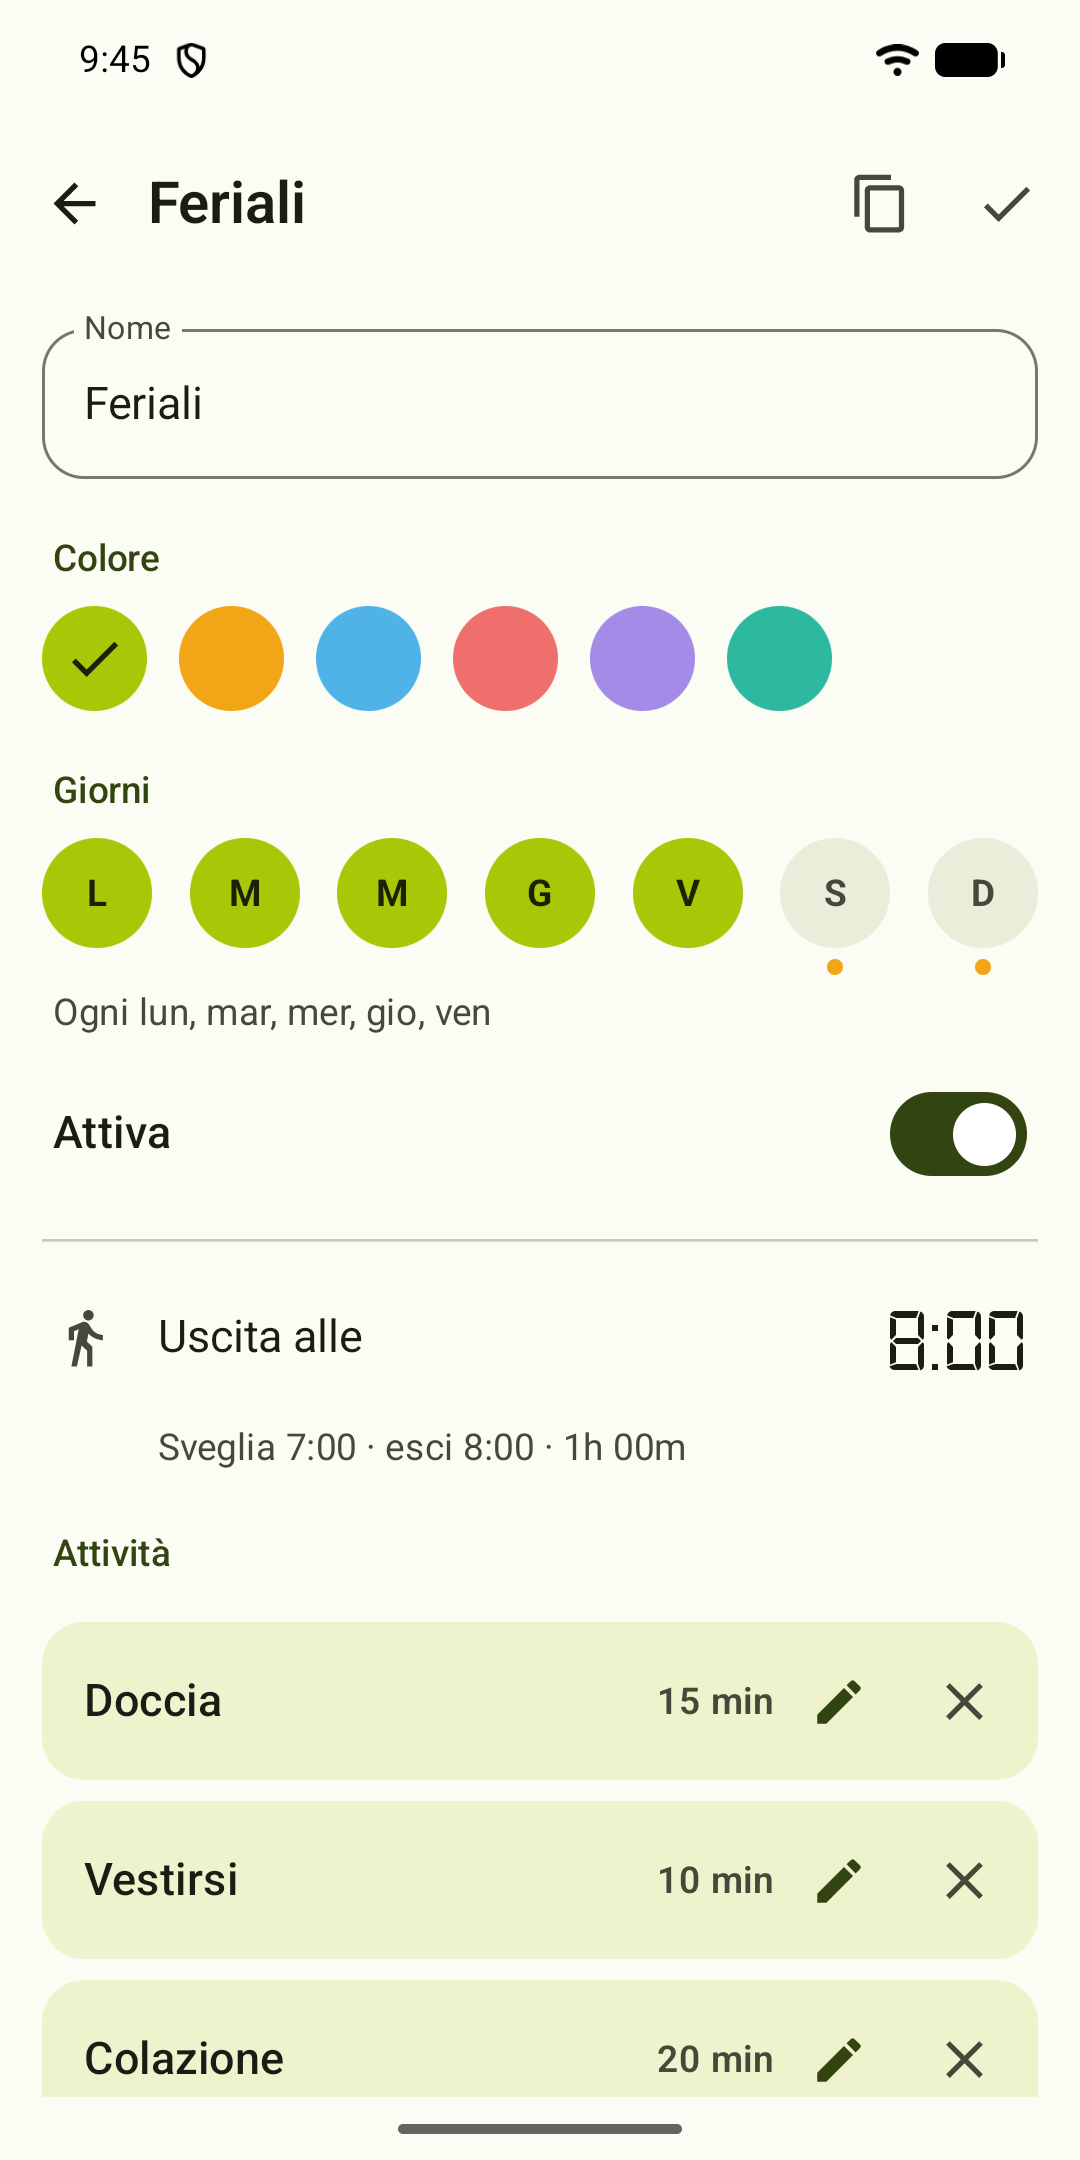 9:45
Feriali
Nome
Feriali
Colore
Giorni
L M M G V S D
Ogni lun, mar, mer, gio, ven
Attiva
Uscita alle 8:00
Sveglia 7:00 · esci 8:00 · 1h 00m
Attività
Doccia 15 min
Vestirsi 10 min
Colazione 20 min